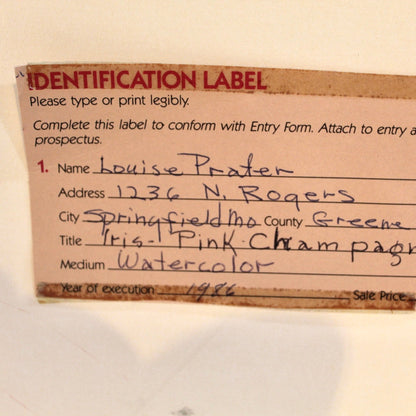 IDENTIFICATION LABEL
Please type or print legibly.
Complete this label to conform with Entry Form. Attach to entry a
prospectus.
1. Name Louise Prater
Address 1236 N. Rogers
City Springfield Mo County Greene
Title Iris-Pink Champagn
Medium Watercolor
Year of execution 1986 Sale Price